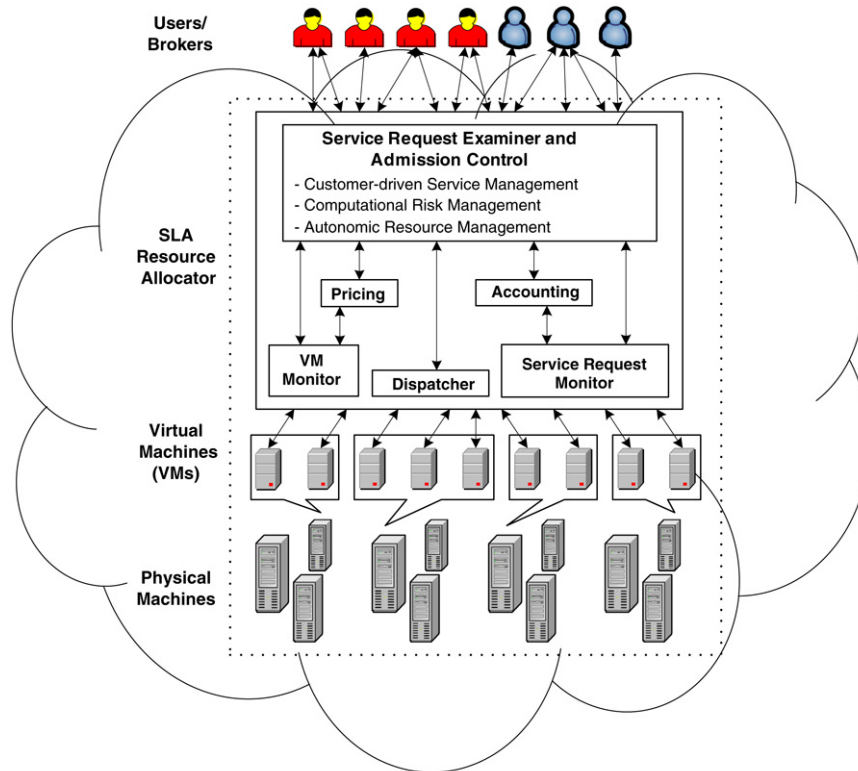 Users/
Brokers
Service Request Examiner and
Admission Control
- Customer-driven Service Management
- Computational Risk Management
- Autonomic Resource Management
SLA
Resource
Allocator
Pricing
Accounting
VM
Monitor
Dispatcher
Service Request
Monitor
Virtual
Machines
(VMs)
Physical
Machines